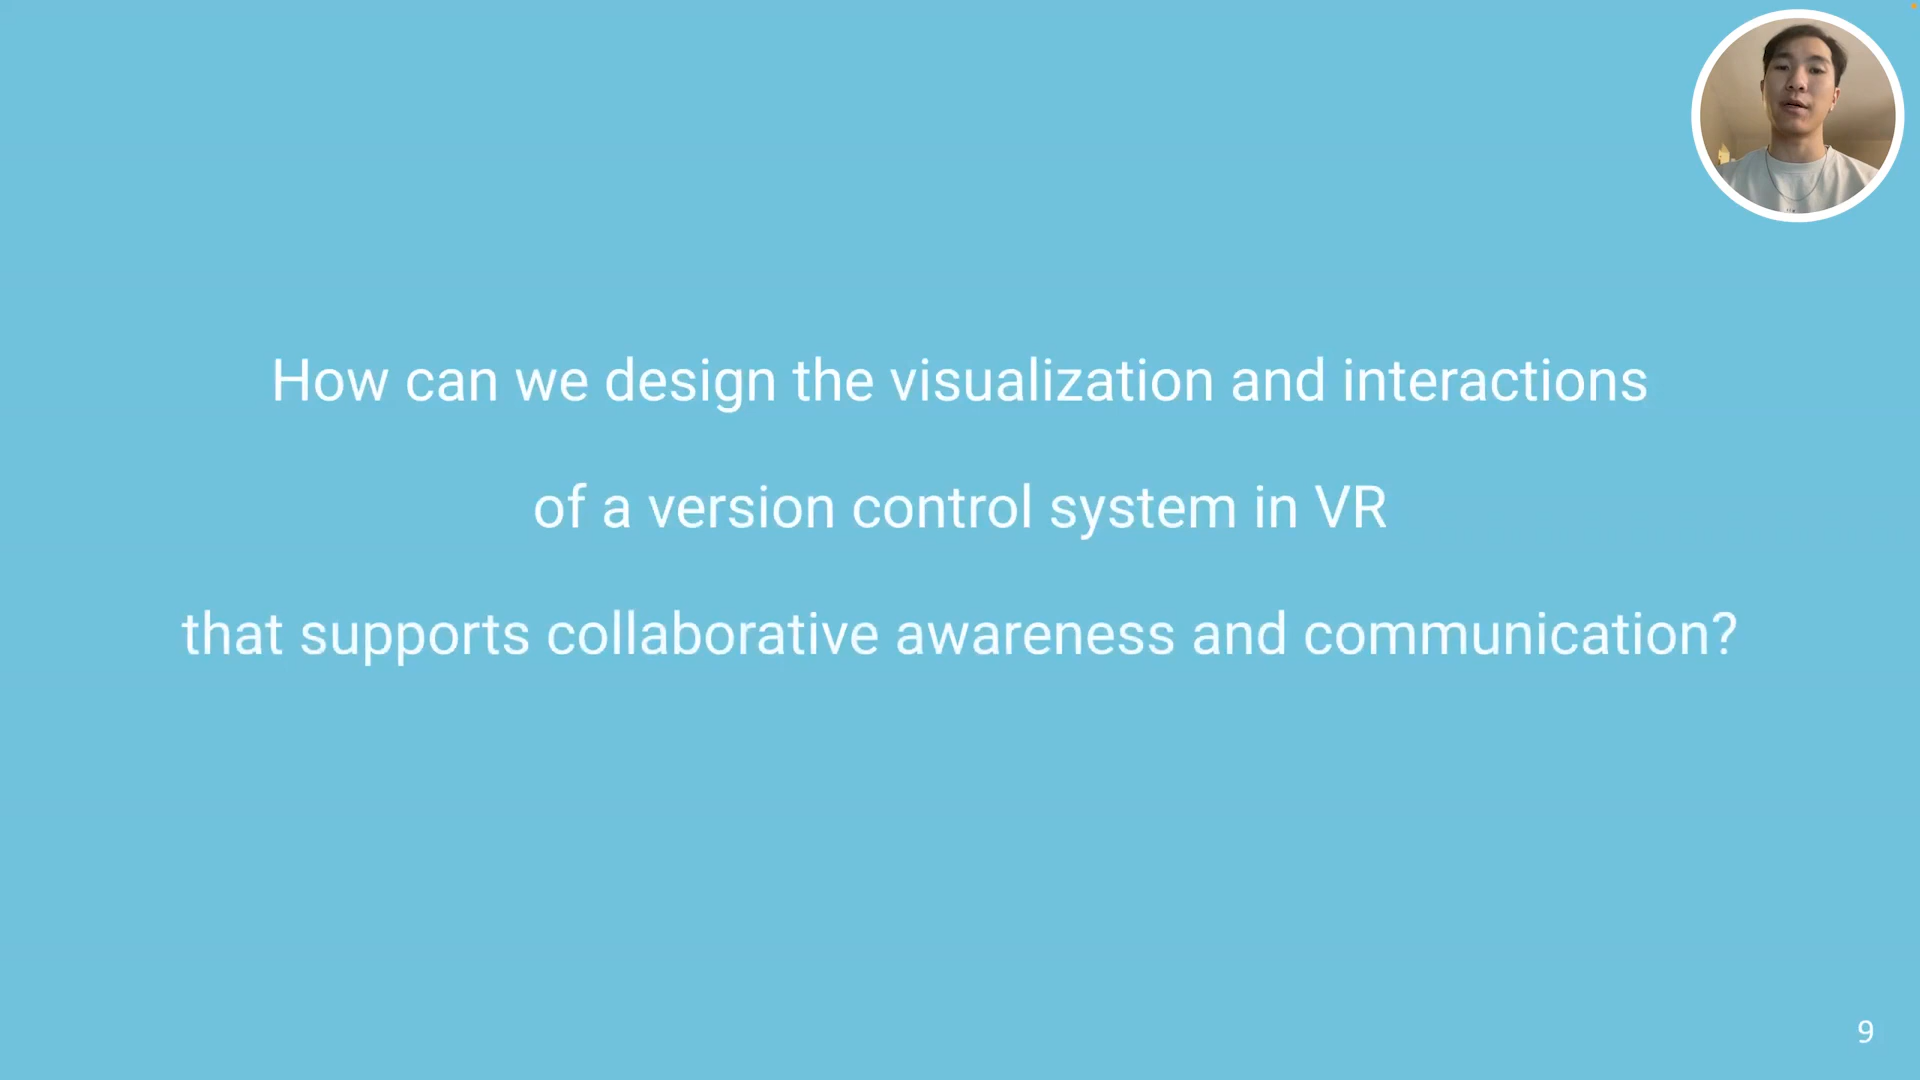 How can we design the visualization and interactions
of a version control system in VR
that supports collaborative awareness and communication?
9